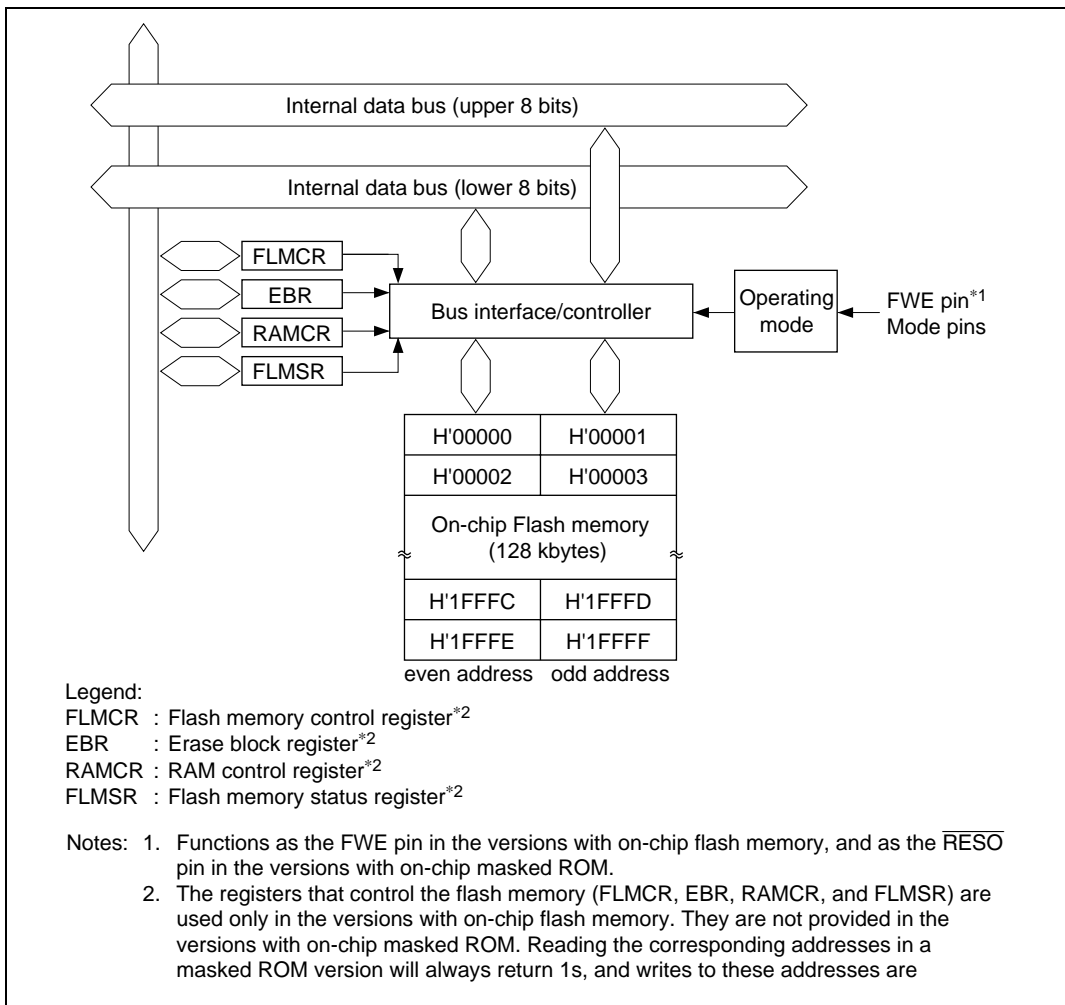 Internal data bus (upper 8 bits)
Internal data bus (lower 8 bits)
FLMCR
EBR
RAMCR
FLMSR
Bus interface/controller
Operating
mode
FWE pin*1
Mode pins
H'00000 H'00001
H'00002 H'00003
On-chip Flash memory
(128 kbytes)
H'1FFFC H'1FFFD
H'1FFFE H'1FFFF
even address odd address
Legend:
FLMCR : Flash memory control register*2
EBR : Erase block register*2
RAMCR : RAM control register*2
FLMSR : Flash memory status register*2
Notes: 1. Functions as the FWE pin in the versions with on-chip flash memory, and as the RESO
pin in the versions with on-chip masked ROM.
2. The registers that control the flash memory (FLMCR, EBR, RAMCR, and FLMSR) are
used only in the versions with on-chip flash memory. They are not provided in the
versions with on-chip masked ROM. Reading the corresponding addresses in a
masked ROM version will always return 1s, and writes to these addresses are